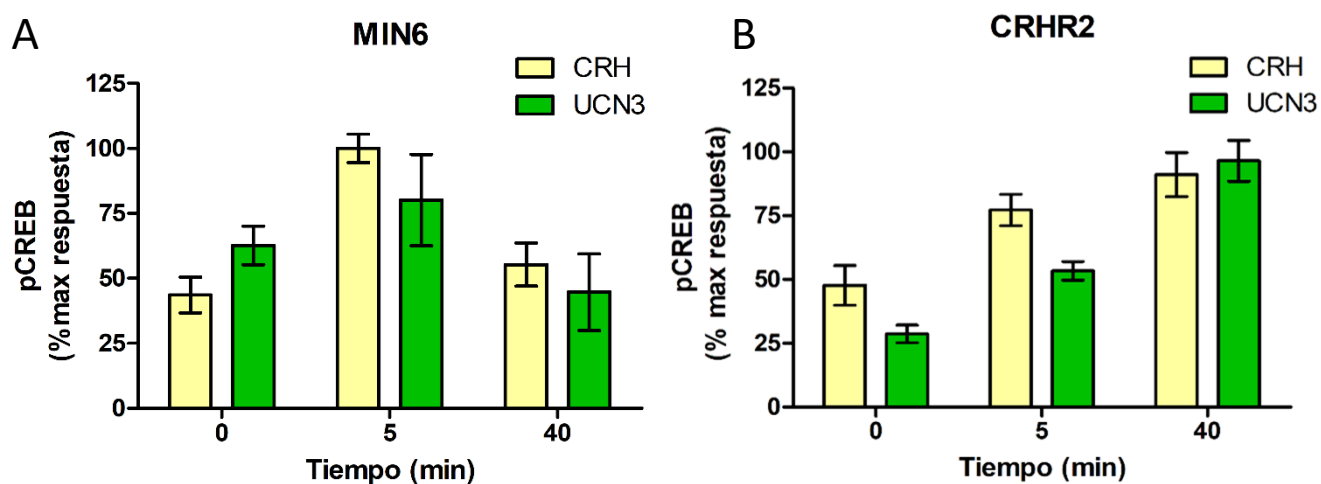 A
MIN6
CRH
UCN3
125
100
75
50
25
0
pCREB
(%max respuesta)
0 5 40
Tiempo (min)
B
CRHR2
CRH
UCN3
125
100
75
50
25
0
pCREB
(% max respuesta)
0 5 40
Tiempo (min)